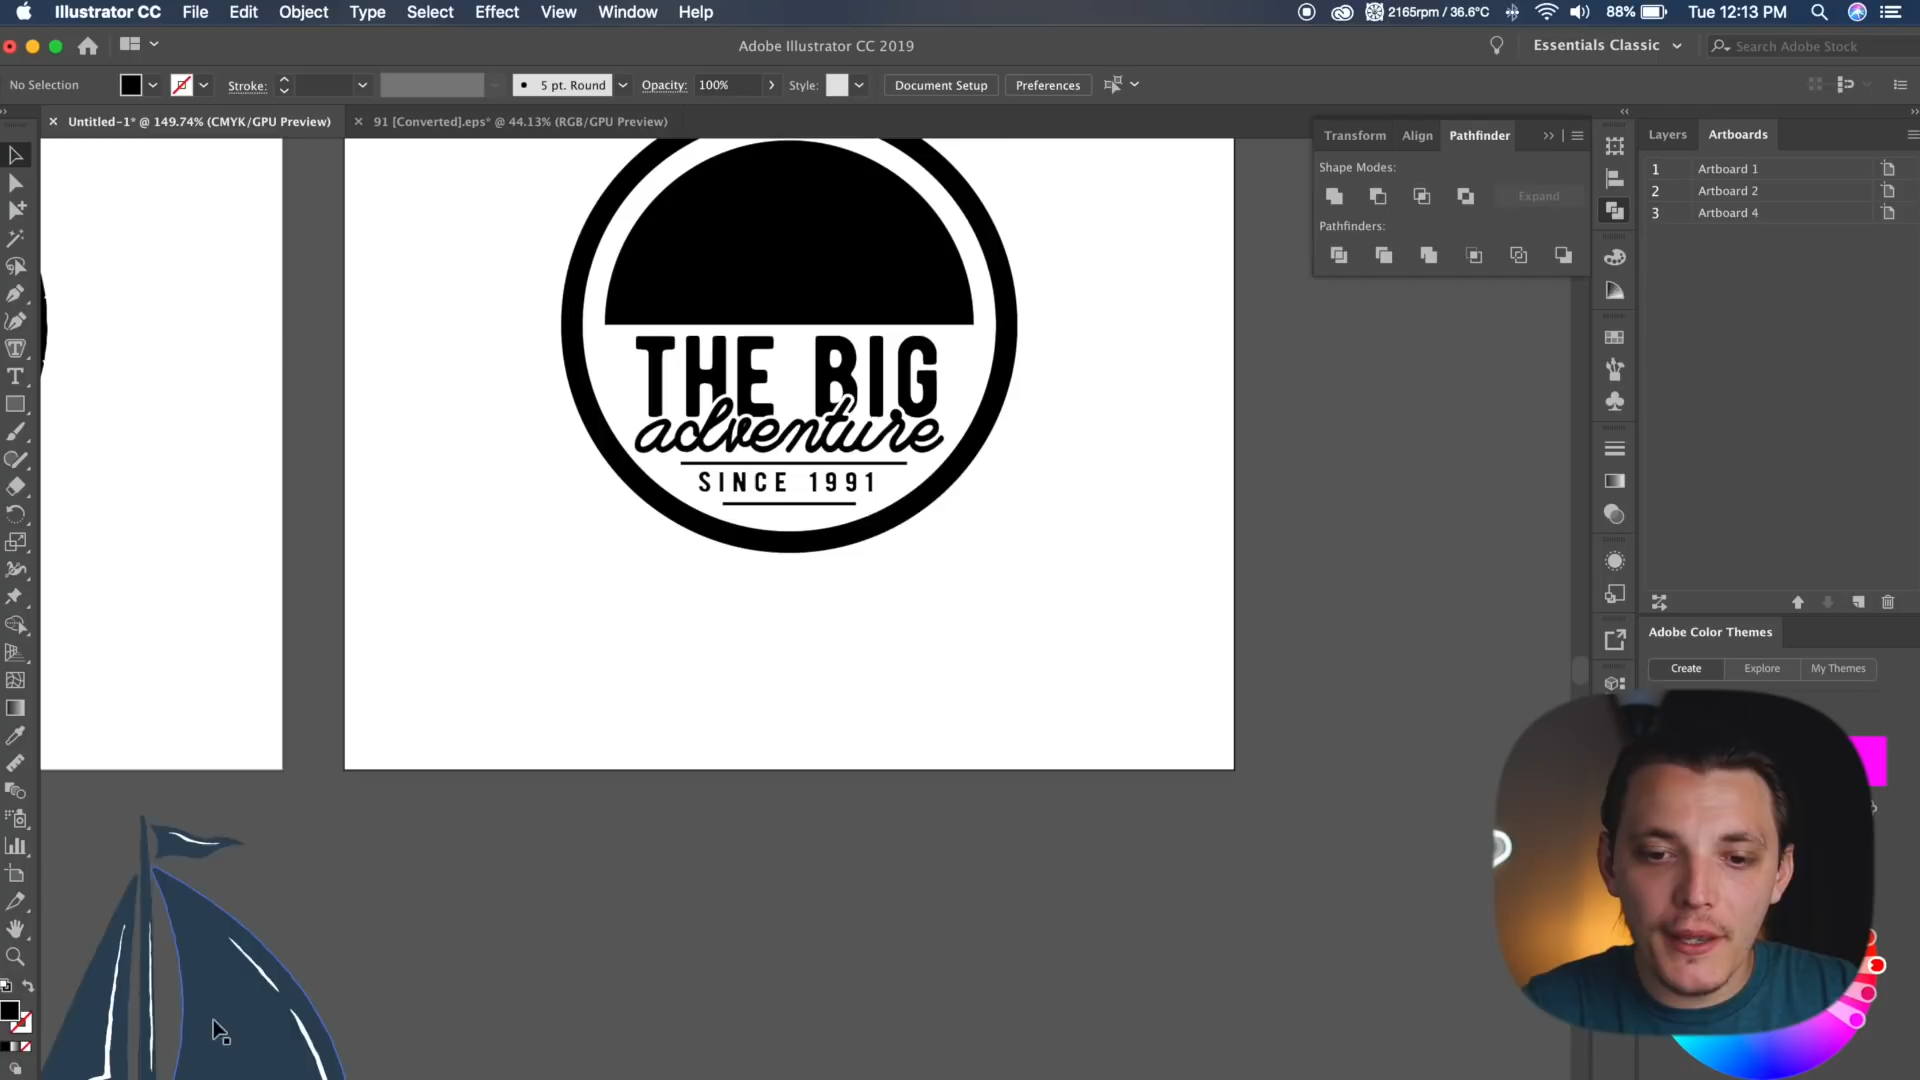 Illustrator CC File Edit Object Type Select Effect View Window Help 2165rpm / 36.6°C 88% Tue 12:13 PM
Adobe Illustrator CC 2019 Essentials Classic Search Adobe Stock
No Selection Stroke: 5 pt. Round Opacity: 100% Style: Document Setup Preferences
× Untitled-1* @ 149.74% (CMYK/GPU Preview) × 91 [Converted].eps* @ 44.13% (RGB/GPU Preview)
Transform Align Pathfinder
Shape Modes:
Expand
Pathfinders:
Layers Artboards
1 Artboard 1
2 Artboard 2
3 Artboard 4
THE BIG
adventure
SINCE 1991
Adobe Color Themes
Create Explore My Themes